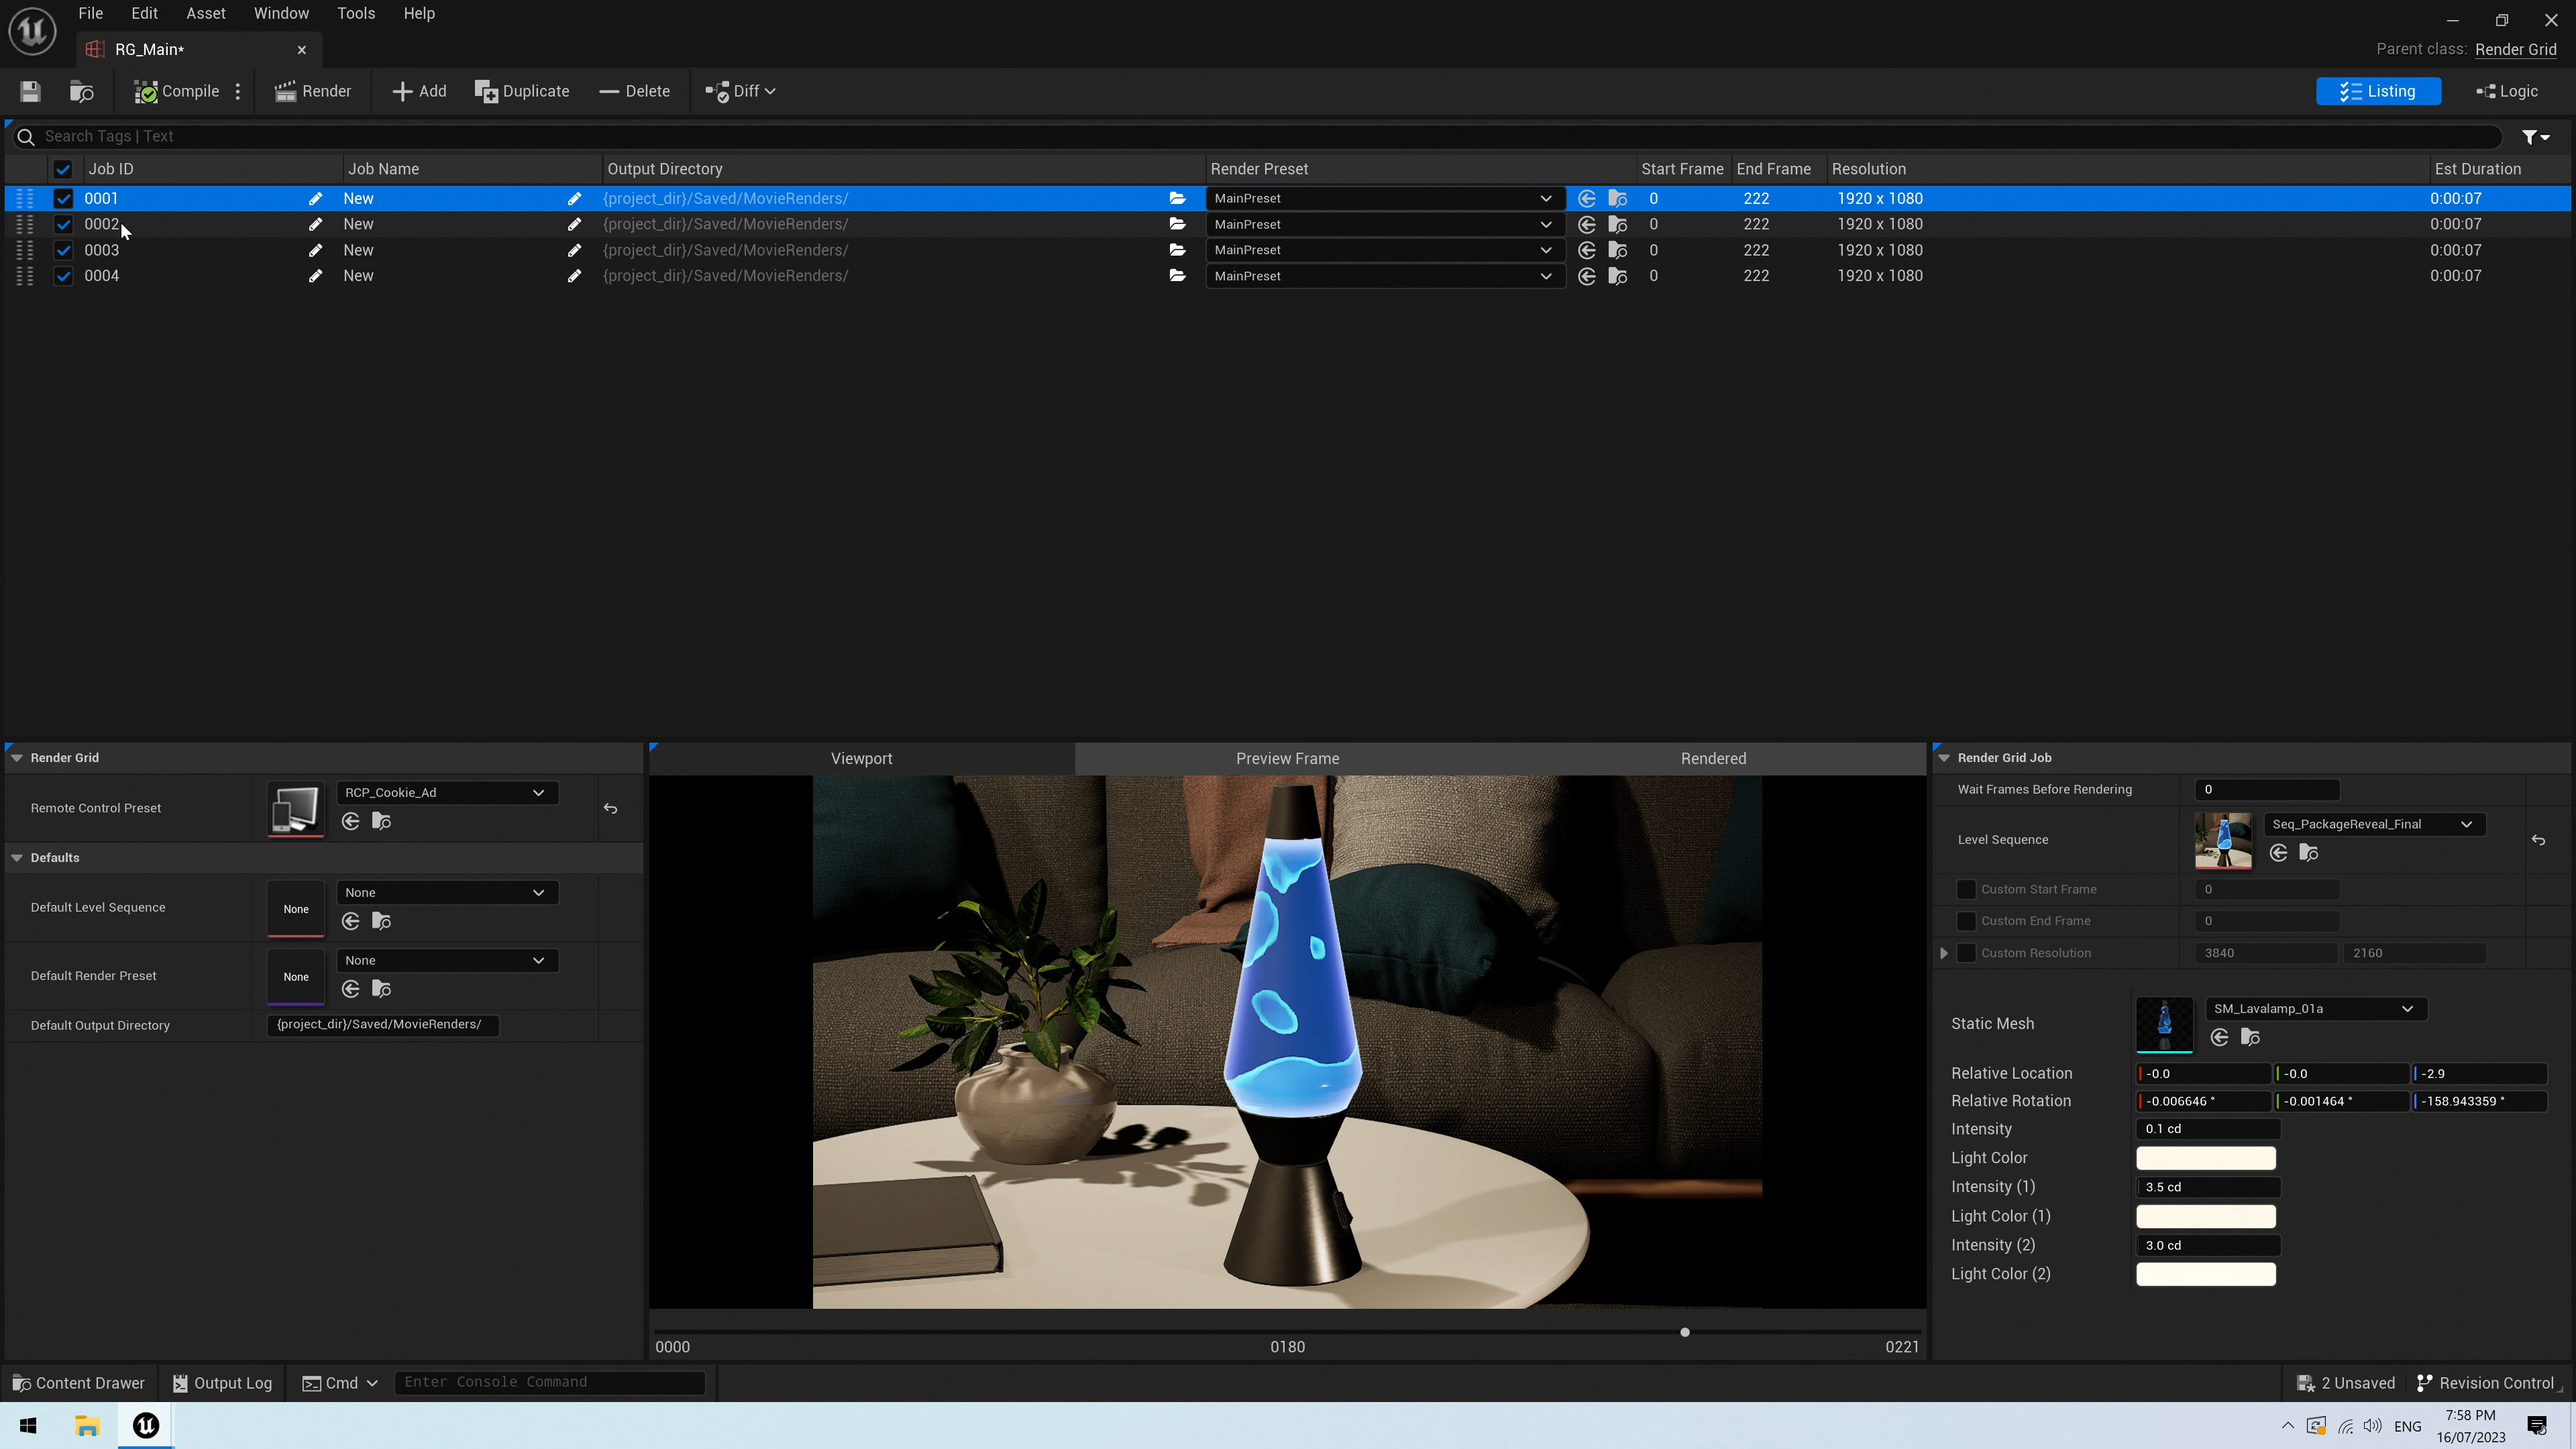 File Edit Asset Window Tools Help
RG_Main*
Parent class: Render Grid
Compile Render Add Duplicate Delete Diff Listing Logic
Search Tags | Text
Job ID Job Name Output Directory Render Preset Start Frame End Frame Resolution Est Duration
0001 New {project_dir}/Saved/MovieRenders/ MainPreset 0 222 1920 x 1080 0:00:07
0002 New {project_dir}/Saved/MovieRenders/ MainPreset 0 222 1920 x 1080 0:00:07
0003 New {project_dir}/Saved/MovieRenders/ MainPreset 0 222 1920 x 1080 0:00:07
0004 New {project_dir}/Saved/MovieRenders/ MainPreset 0 222 1920 x 1080 0:00:07
Render Grid
Remote Control Preset RCP_Cookie_Ad
Defaults
Default Level Sequence None None
Default Render Preset None None
Default Output Directory {project_dir}/Saved/MovieRenders/
Viewport Preview Frame Rendered
0000 0180 0221
Render Grid Job
Wait Frames Before Rendering 0
Level Sequence Seq_PackageReveal_Final
Custom Start Frame 0
Custom End Frame 0
Custom Resolution 3840 2160
Static Mesh SM_Lavalamp_01a
Relative Location -0.0 -0.0 -2.9
Relative Rotation -0.006646 ° -0.001464 ° -158.943359 °
Intensity 0.1 cd
Light Color
Intensity (1) 3.5 cd
Light Color (1)
Intensity (2) 3.0 cd
Light Color (2)
Content Drawer Output Log Cmd Enter Console Command 2 Unsaved Revision Control
ENG 7:58 PM
16/07/2023